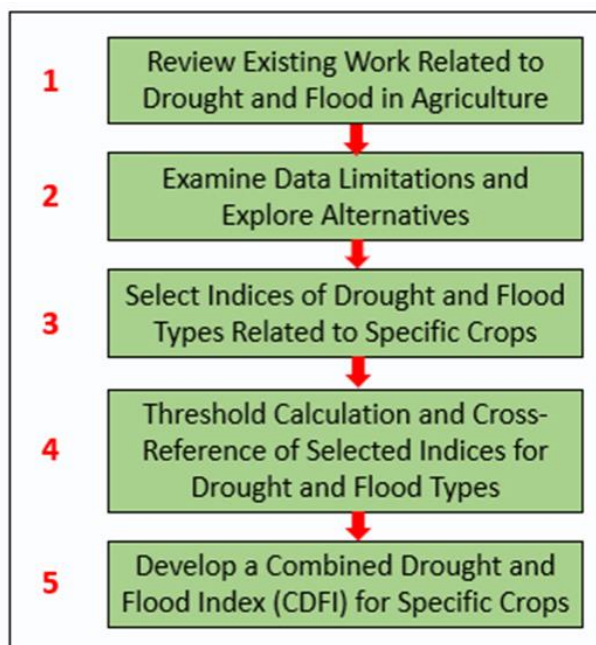 1
Review Existing Work Related to
Drought and Flood in Agriculture
2
Examine Data Limitations and
Explore Alternatives
3
Select Indices of Drought and Flood
Types Related to Specific Crops
4
Threshold Calculation and Cross-
Reference of Selected Indices for
Drought and Flood Types
5
Develop a Combined Drought and
Flood Index (CDFI) for Specific Crops